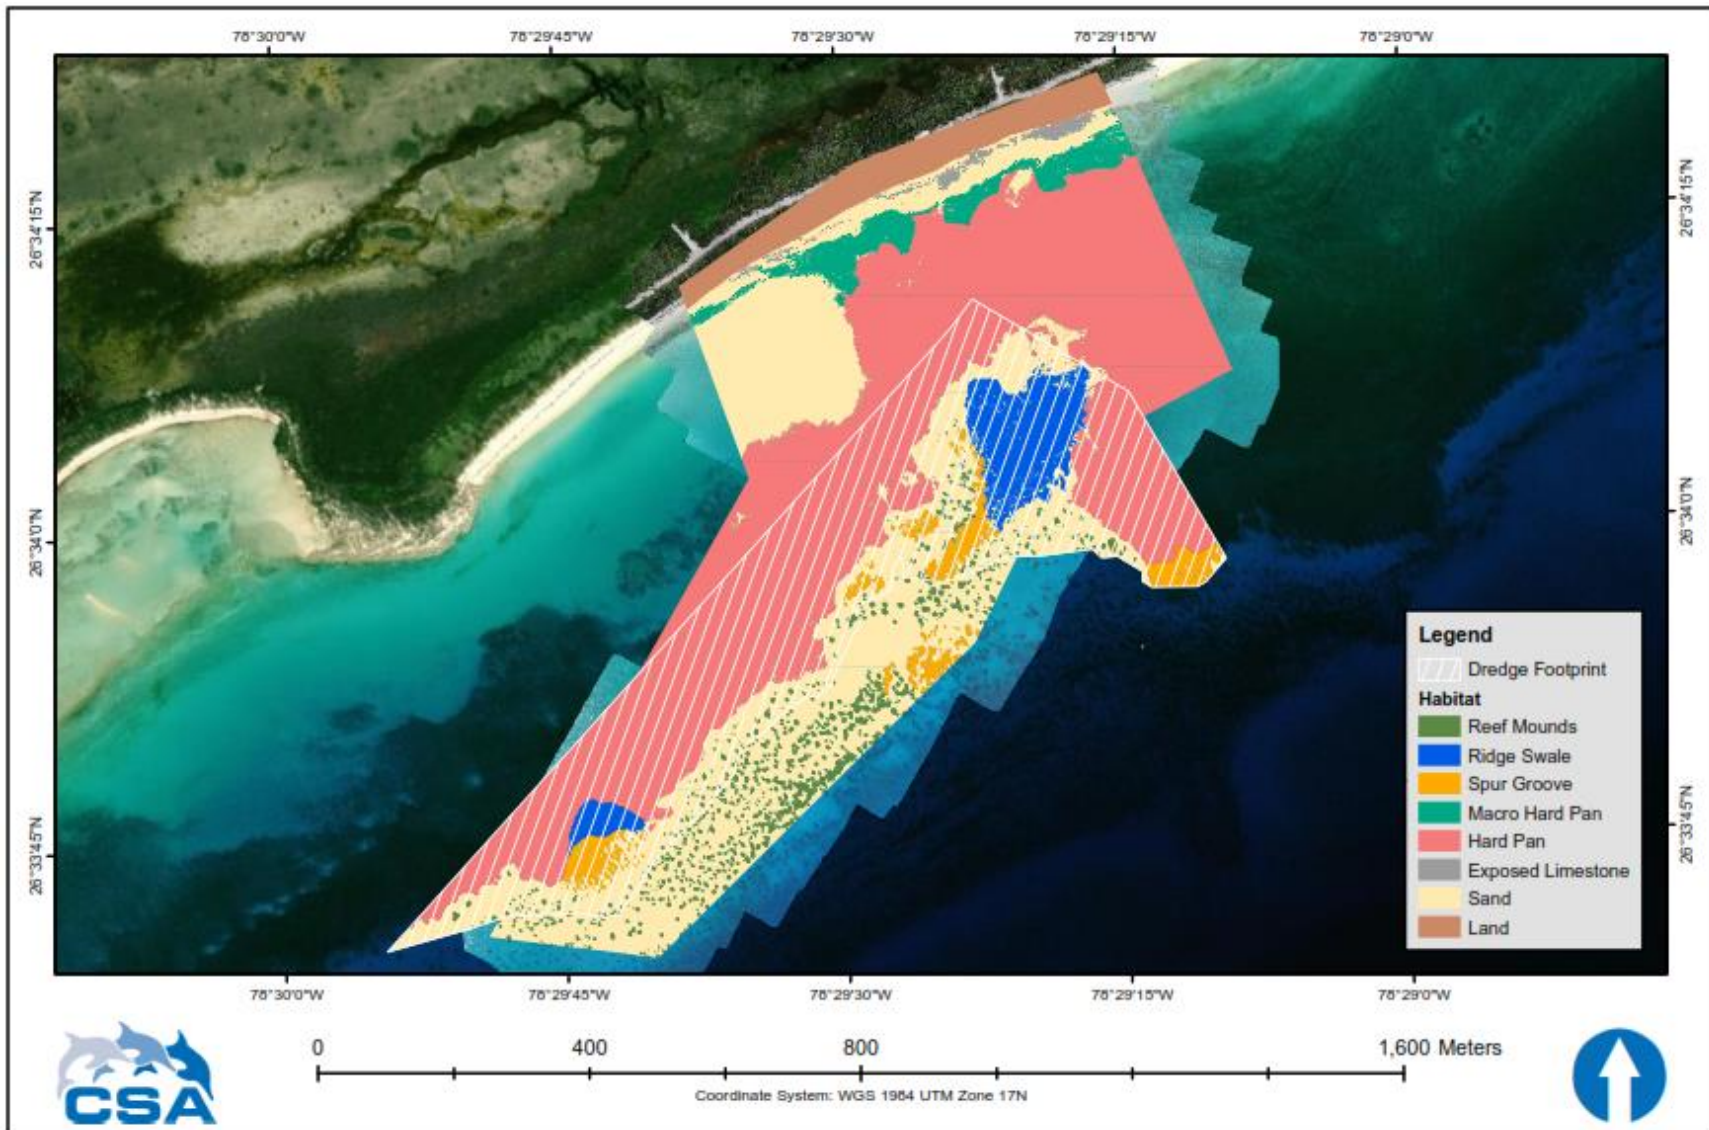 78°30'0"W 78°29'45"W 78°29'30"W 78°29'15"W 78°29'0"W
26°34'15"N
26°34'15"N
26°34'0"N
26°34'0"N
26°33'45"N
26°33'45"N
Legend
Dredge Footprint
Habitat
Reef Mounds
Ridge Swale
Spur Groove
Macro Hard Pan
Hard Pan
Exposed Limestone
Sand
Land
78°30'0"W 78°29'45"W 78°29'30"W 78°29'15"W 78°29'0"W
0 400 800 1,600 Meters
Coordinate System: WGS 1984 UTM Zone 17N
CSA